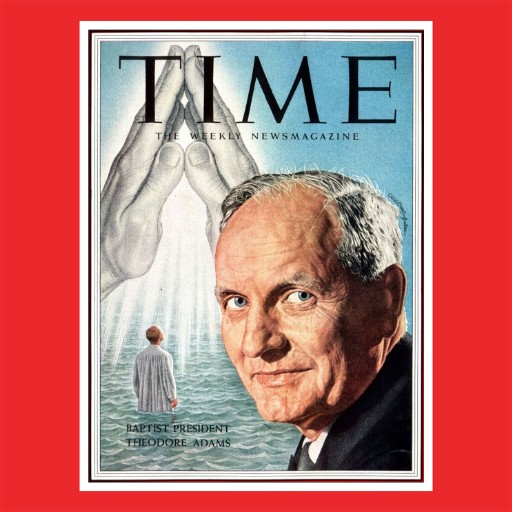 TIME
THE WEEKLY NEWSMAGAZINE
BAPTIST PRESIDENT
THEODORE ADAMS